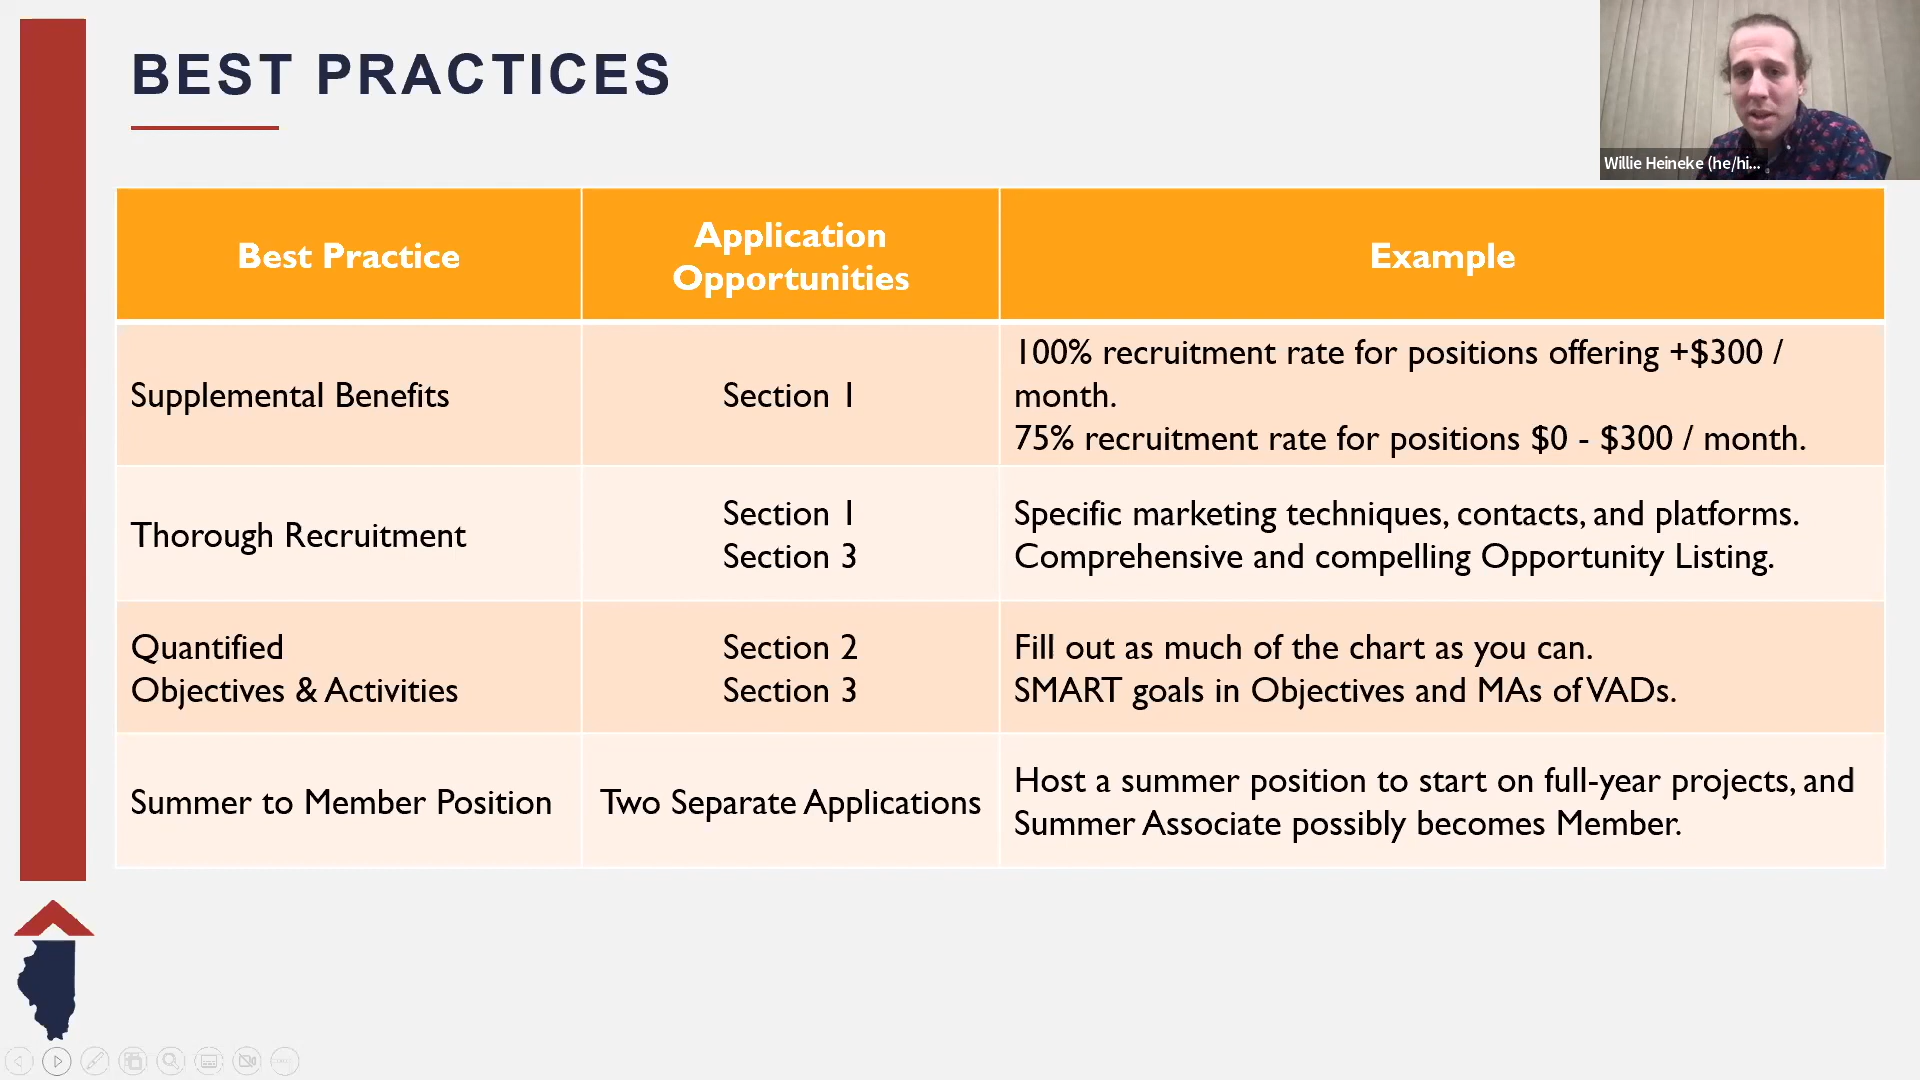 BEST PRACTICES
Willie Heineke (he/hi...
Best Practice
Application
Opportunities
Example
Supplemental Benefits
Section 1
100% recruitment rate for positions offering +$300 /
month.
75% recruitment rate for positions $0 - $300 / month.
Thorough Recruitment
Section 1
Section 3
Specific marketing techniques, contacts, and platforms.
Comprehensive and compelling Opportunity Listing.
Quantified
Objectives & Activities
Section 2
Section 3
Fill out as much of the chart as you can.
SMART goals in Objectives and MAs of VADs.
Summer to Member Position
Two Separate Applications
Host a summer position to start on full-year projects, and
Summer Associate possibly becomes Member.